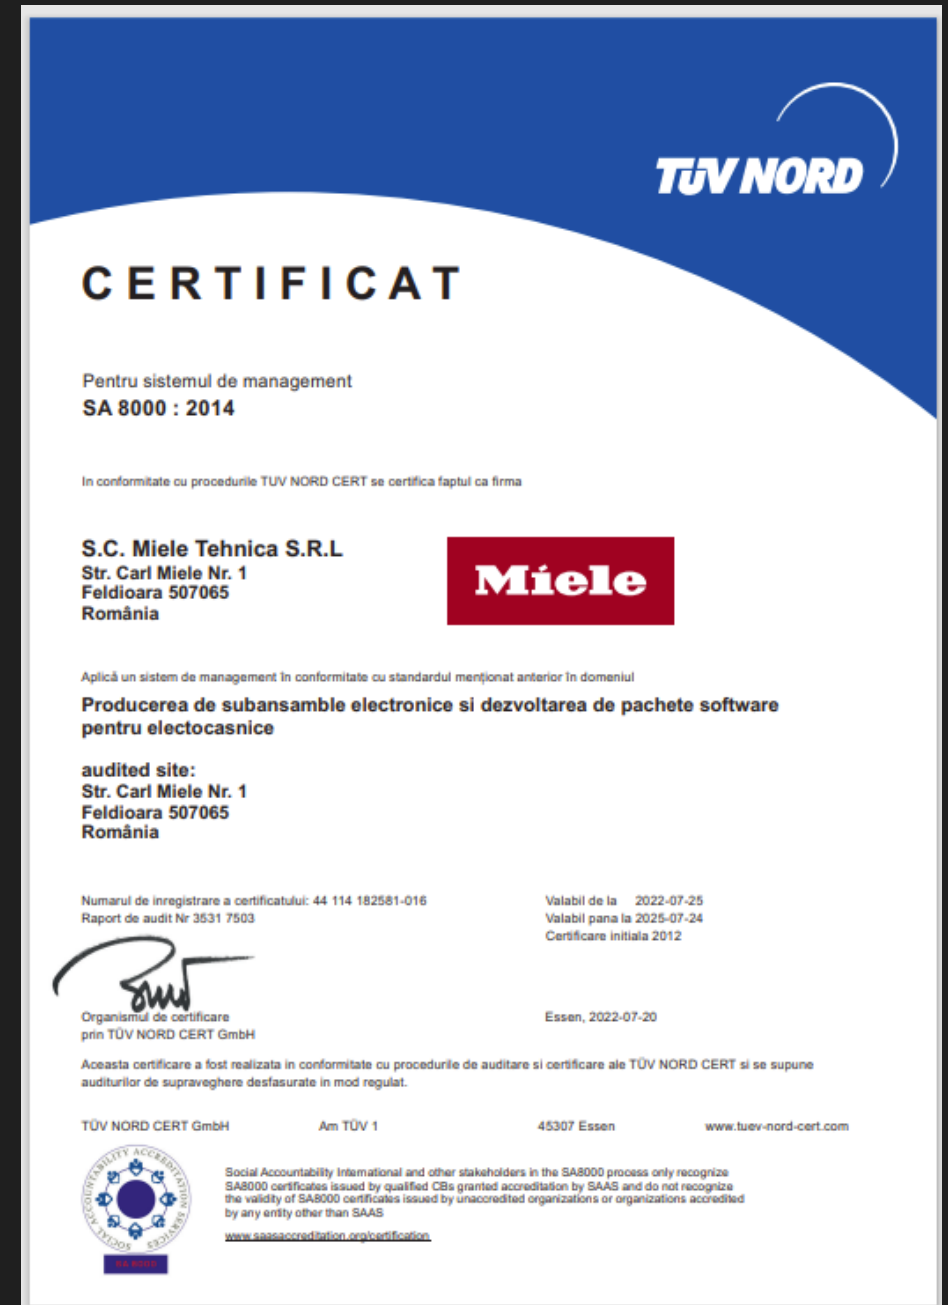 TÜV NORD
CERTIFICAT
Pentru sistemul de management
SA 8000 : 2014
In conformitate cu procedurile TUV NORD CERT se certifica faptul ca firma
S.C. Miele Tehnica S.R.L
Str. Carl Miele Nr. 1
Feldioara 507065
România
Miele
Aplică un sistem de management în conformitate cu standardul menționat anterior în domeniul
Producerea de subansamble electronice si dezvoltarea de pachete software
pentru electocasnice
audited site:
Str. Carl Miele Nr. 1
Feldioara 507065
România
Numarul de inregistrare a certificatului: 44 114 182581-016
Raport de audit Nr 3531 7503
Valabil de la 2022-07-25
Valabil pana la 2025-07-24
Certificare initiala 2012
Organismul de certificare
prin TÜV NORD CERT GmbH
Essen, 2022-07-20
Aceasta certificare a fost realizata in conformitate cu procedurile de auditare si certificare ale TÜV NORD CERT si se supune
auditurilor de supraveghere desfasurate in mod regulat.
TÜV NORD CERT GmbH Am TÜV 1 45307 Essen www.tuev-nord-cert.com
SOCIAL ACCOUNTABILITY ACCREDITATION SERVICES
SA 8000
Social Accountability International and other stakeholders in the SA8000 process only recognize
SA8000 certificates issued by qualified CBs granted accreditation by SAAS and do not recognize
the validity of SA8000 certificates issued by unaccredited organizations or organizations accredited
by any entity other than SAAS
www.saasaccreditation.org/certification